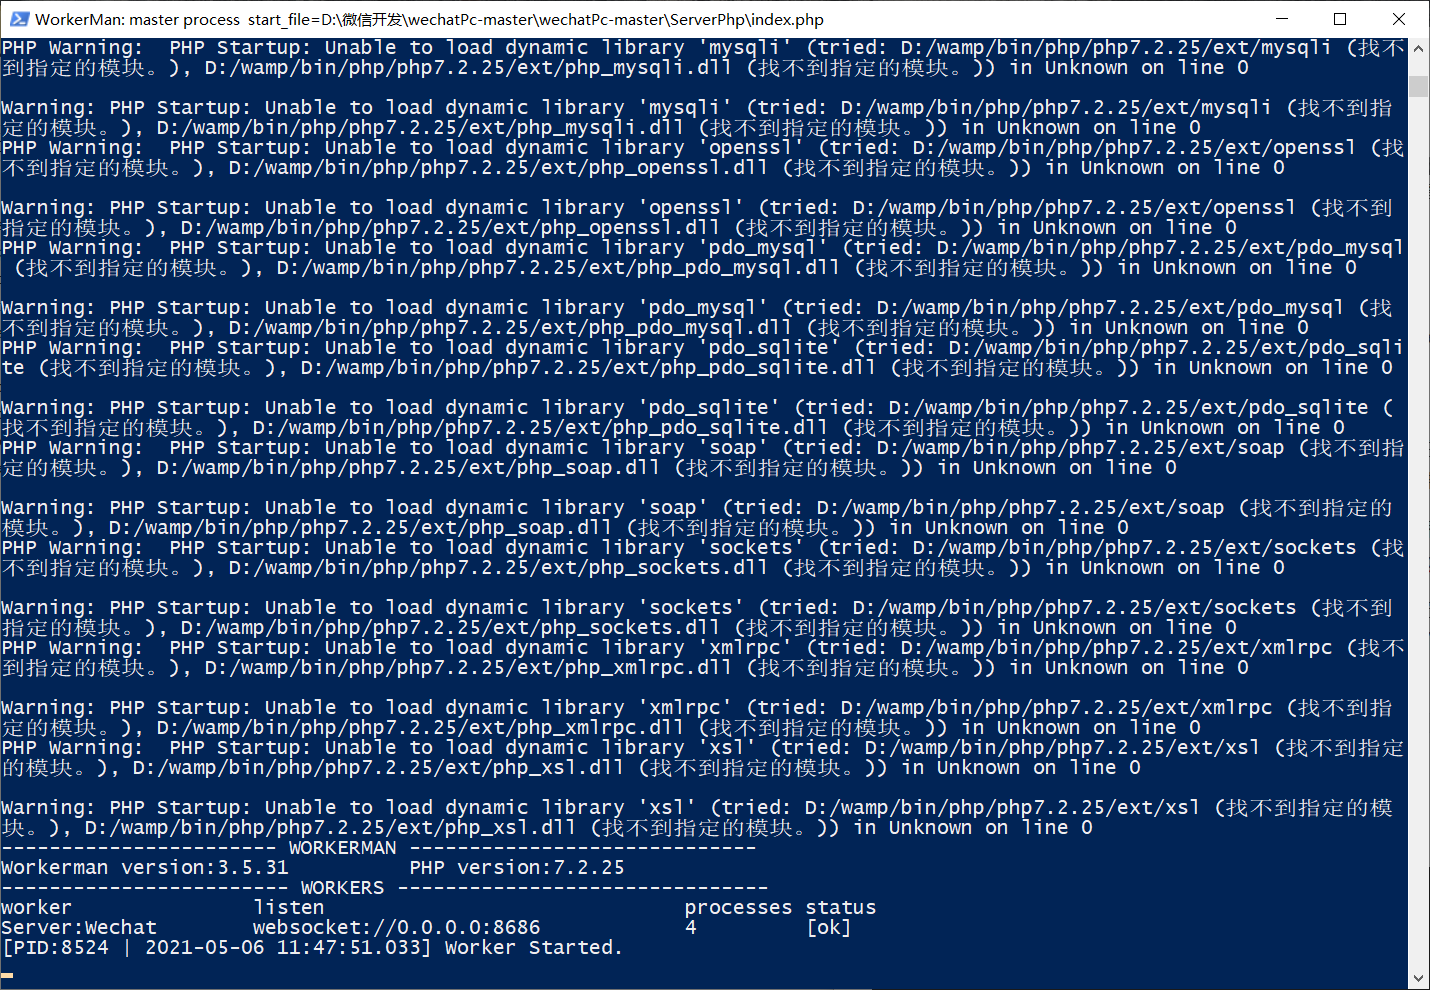 WorkerMan: master process  start_file=D:\微信开发\wechatPc-master\wechatPc-master\ServerPhp\index.php
PHP Warning:  PHP Startup: Unable to load dynamic library 'mysqli' (tried: D:/wamp/bin/php/php7.2.25/ext/mysqli (找不
到指定的模块。), D:/wamp/bin/php/php7.2.25/ext/php_mysqli.dll (找不到指定的模块。)) in Unknown on line 0
Warning: PHP Startup: Unable to load dynamic library 'mysqli' (tried: D:/wamp/bin/php/php7.2.25/ext/mysqli (找不到指
定的模块。), D:/wamp/bin/php/php7.2.25/ext/php_mysqli.dll (找不到指定的模块。)) in Unknown on line 0
PHP Warning:  PHP Startup: Unable to load dynamic library 'openssl' (tried: D:/wamp/bin/php/php7.2.25/ext/openssl (找
不到指定的模块。), D:/wamp/bin/php/php7.2.25/ext/php_openssl.dll (找不到指定的模块。)) in Unknown on line 0
Warning: PHP Startup: Unable to load dynamic library 'openssl' (tried: D:/wamp/bin/php/php7.2.25/ext/openssl (找不到
指定的模块。), D:/wamp/bin/php/php7.2.25/ext/php_openssl.dll (找不到指定的模块。)) in Unknown on line 0
PHP Warning:  PHP Startup: Unable to load dynamic library 'pdo_mysql' (tried: D:/wamp/bin/php/php7.2.25/ext/pdo_mysql
 (找不到指定的模块。), D:/wamp/bin/php/php7.2.25/ext/php_pdo_mysql.dll (找不到指定的模块。)) in Unknown on line 0
Warning: PHP Startup: Unable to load dynamic library 'pdo_mysql' (tried: D:/wamp/bin/php/php7.2.25/ext/pdo_mysql (找
不到指定的模块。), D:/wamp/bin/php/php7.2.25/ext/php_pdo_mysql.dll (找不到指定的模块。)) in Unknown on line 0
PHP Warning:  PHP Startup: Unable to load dynamic library 'pdo_sqlite' (tried: D:/wamp/bin/php/php7.2.25/ext/pdo_sqli
te (找不到指定的模块。), D:/wamp/bin/php/php7.2.25/ext/php_pdo_sqlite.dll (找不到指定的模块。)) in Unknown on line 0
Warning: PHP Startup: Unable to load dynamic library 'pdo_sqlite' (tried: D:/wamp/bin/php/php7.2.25/ext/pdo_sqlite (
找不到指定的模块。), D:/wamp/bin/php/php7.2.25/ext/php_pdo_sqlite.dll (找不到指定的模块。)) in Unknown on line 0
PHP Warning:  PHP Startup: Unable to load dynamic library 'soap' (tried: D:/wamp/bin/php/php7.2.25/ext/soap (找不到指
定的模块。), D:/wamp/bin/php/php7.2.25/ext/php_soap.dll (找不到指定的模块。)) in Unknown on line 0
Warning: PHP Startup: Unable to load dynamic library 'soap' (tried: D:/wamp/bin/php/php7.2.25/ext/soap (找不到指定的
模块。), D:/wamp/bin/php/php7.2.25/ext/php_soap.dll (找不到指定的模块。)) in Unknown on line 0
PHP Warning:  PHP Startup: Unable to load dynamic library 'sockets' (tried: D:/wamp/bin/php/php7.2.25/ext/sockets (找
不到指定的模块。), D:/wamp/bin/php/php7.2.25/ext/php_sockets.dll (找不到指定的模块。)) in Unknown on line 0
Warning: PHP Startup: Unable to load dynamic library 'sockets' (tried: D:/wamp/bin/php/php7.2.25/ext/sockets (找不到
指定的模块。), D:/wamp/bin/php/php7.2.25/ext/php_sockets.dll (找不到指定的模块。)) in Unknown on line 0
PHP Warning:  PHP Startup: Unable to load dynamic library 'xmlrpc' (tried: D:/wamp/bin/php/php7.2.25/ext/xmlrpc (找不
到指定的模块。), D:/wamp/bin/php/php7.2.25/ext/php_xmlrpc.dll (找不到指定的模块。)) in Unknown on line 0
Warning: PHP Startup: Unable to load dynamic library 'xmlrpc' (tried: D:/wamp/bin/php/php7.2.25/ext/xmlrpc (找不到指
定的模块。), D:/wamp/bin/php/php7.2.25/ext/php_xmlrpc.dll (找不到指定的模块。)) in Unknown on line 0
PHP Warning:  PHP Startup: Unable to load dynamic library 'xsl' (tried: D:/wamp/bin/php/php7.2.25/ext/xsl (找不到指定
的模块。), D:/wamp/bin/php/php7.2.25/ext/php_xsl.dll (找不到指定的模块。)) in Unknown on line 0
Warning: PHP Startup: Unable to load dynamic library 'xsl' (tried: D:/wamp/bin/php/php7.2.25/ext/xsl (找不到指定的模
块。), D:/wamp/bin/php/php7.2.25/ext/php_xsl.dll (找不到指定的模块。)) in Unknown on line 0
----------------------- WORKERMAN -----------------------------
Workerman version:3.5.31          PHP version:7.2.25
------------------------ WORKERS -------------------------------
worker               listen                              processes status
Server:Wechat        websocket://0.0.0.0:8686            4         [ok]
[PID:8524 | 2021-05-06 11:47:51.033] Worker Started.